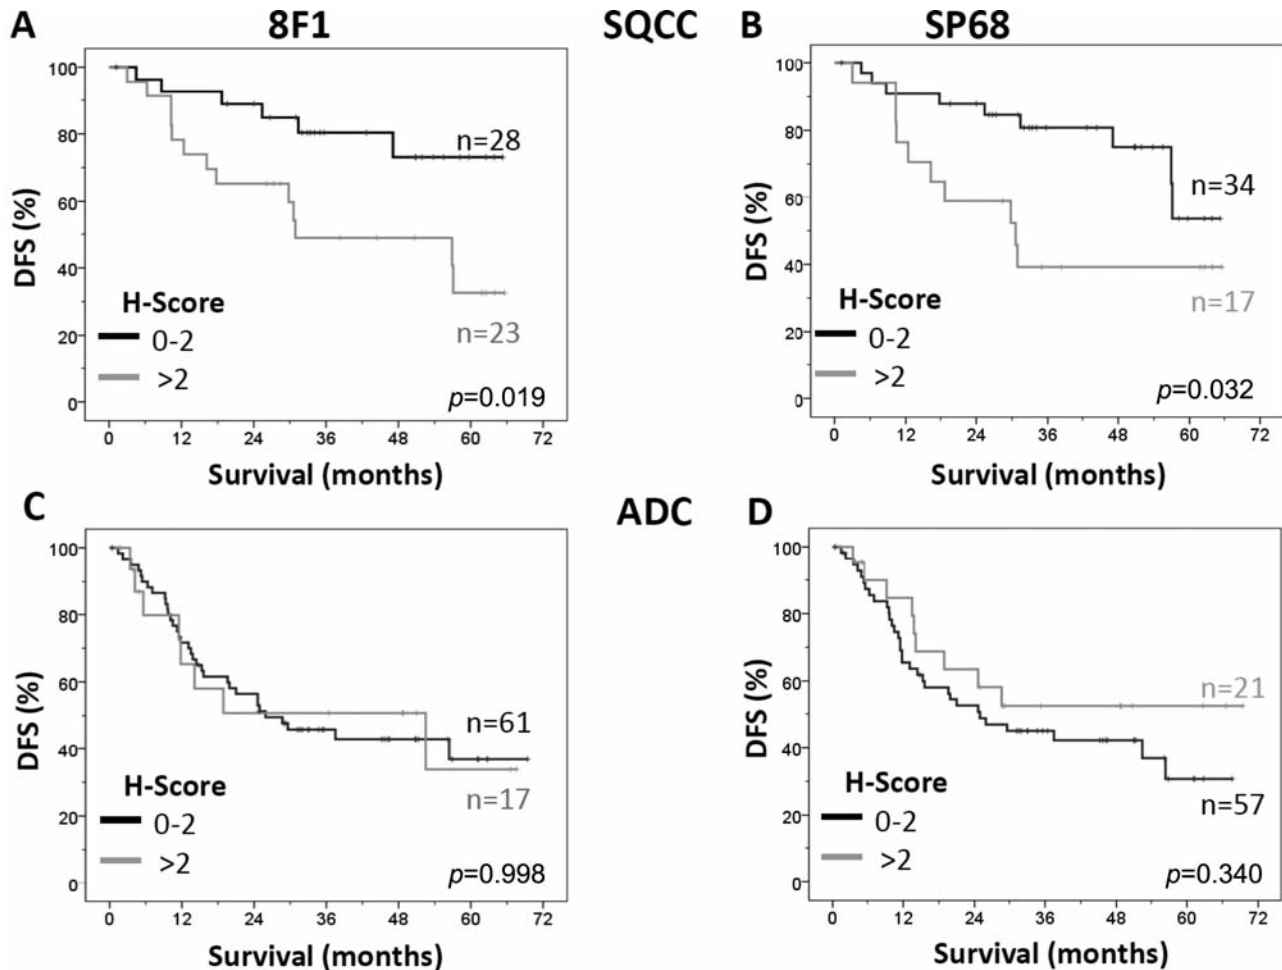 A 8F1 SQCC B SP68
100
80
60
40
20
0
DFS (%)
n=28
n=23
H-Score
0-2
>2
p=0.019
0 12 24 36 48 60 72
Survival (months)
100
80
60
40
20
0
DFS (%)
n=34
n=17
H-Score
0-2
>2
p=0.032
0 12 24 36 48 60 72
Survival (months)
C ADC D
100
80
60
40
20
0
DFS (%)
n=61
n=17
H-Score
0-2
>2
p=0.998
0 12 24 36 48 60 72
Survival (months)
100
80
60
40
20
0
DFS (%)
n=21
n=57
H-Score
0-2
>2
p=0.340
0 12 24 36 48 60 72
Survival (months)